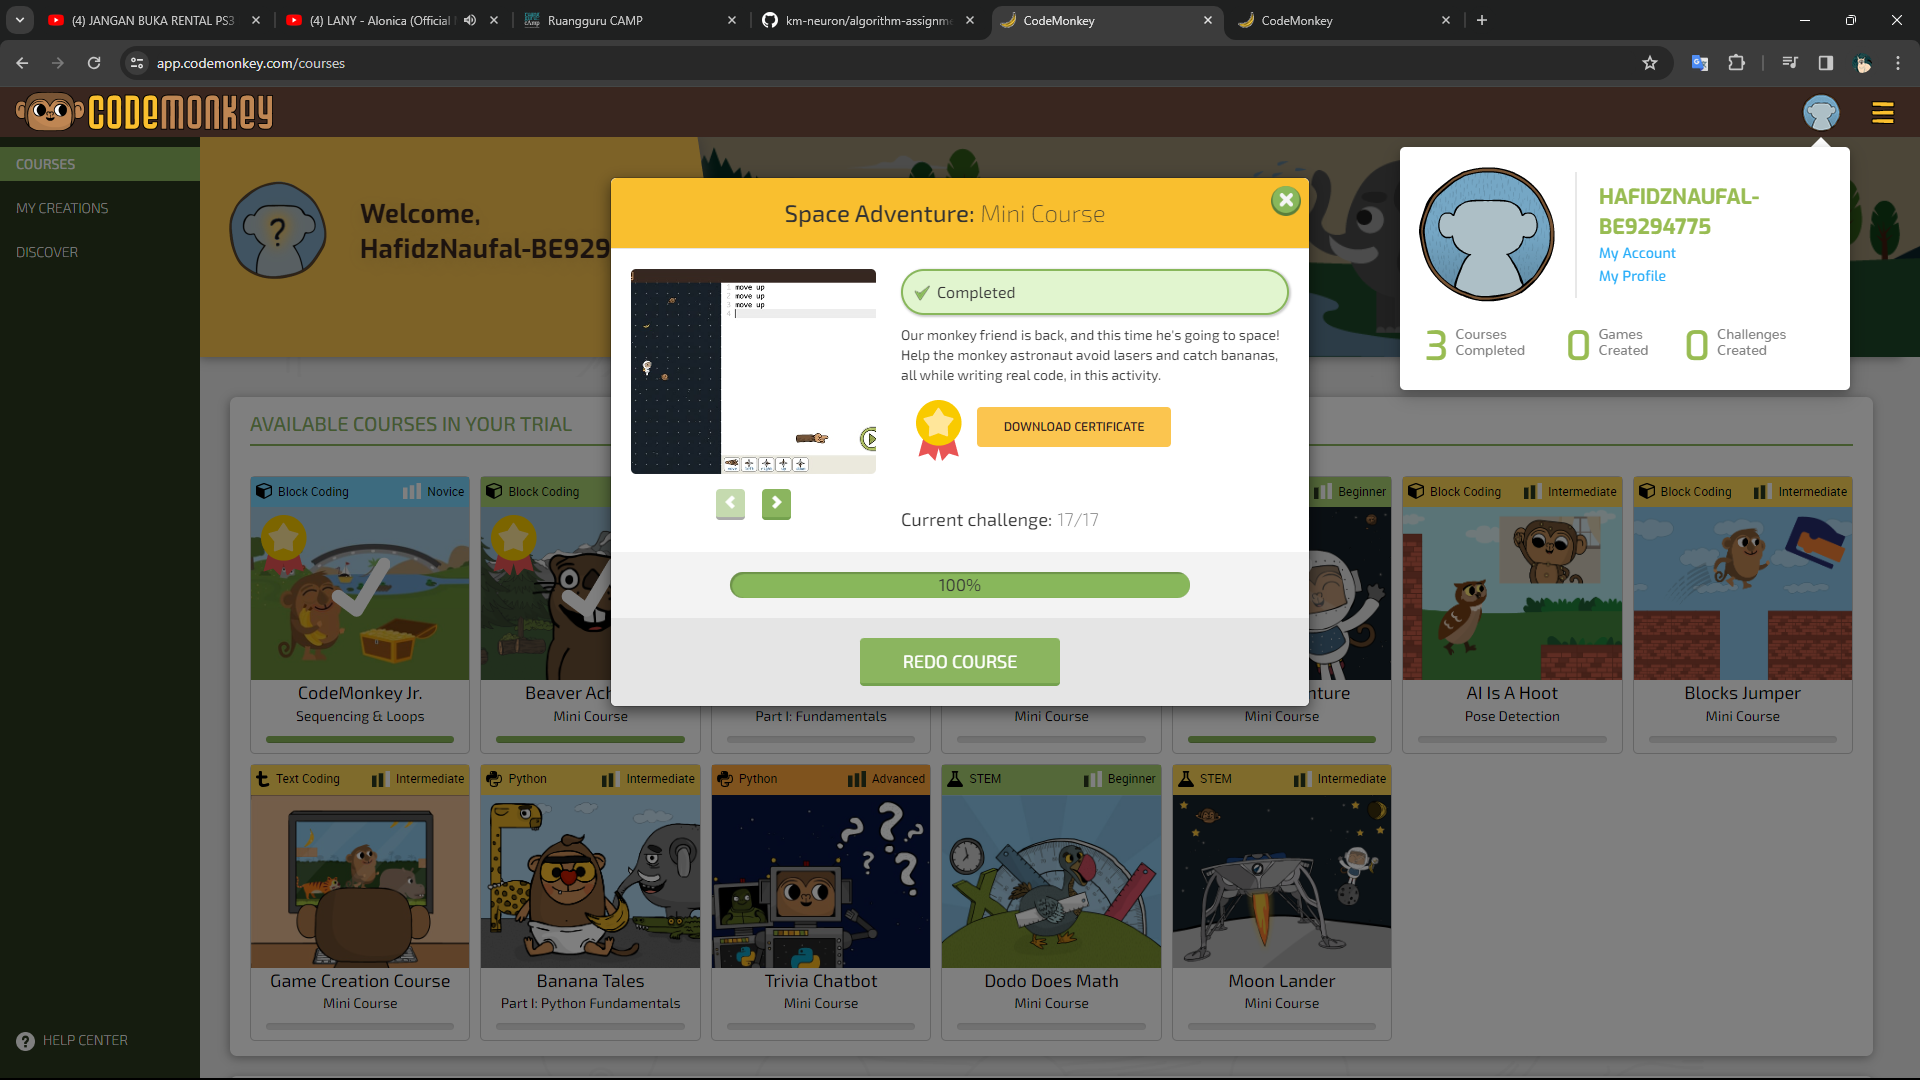 (4) JANGAN BUKA RENTAL PS3
(4) LANY - Alonica (Official
Ruangguru CAMP
km-neuron/algorithm-assignme
CodeMonkey
CodeMonkey
app.codemonkey.com/courses
CODEMONKEY
COURSES
MY CREATIONS
DISCOVER
HELP CENTER
Welcome,
HafidzNaufal-BE929
HAFIDZNAUFAL-
BE9294775
My Account
My Profile
3 Courses Completed
0 Games Created
0 Challenges Created
Space Adventure: Mini Course
1 move up
2 move up
3 move up
4
Completed
Our monkey friend is back, and this time he's going to space!
Help the monkey astronaut avoid lasers and catch bananas,
all while writing real code, in this activity.
DOWNLOAD CERTIFICATE
Current challenge: 17/17
100%
REDO COURSE
AVAILABLE COURSES IN YOUR TRIAL
Block Coding Novice
CodeMonkey Jr.
Sequencing & Loops
Block Coding
Beaver Ach
Mini Course
Part I: Fundamentals
Mini Course
Beginner
nture
Mini Course
Block Coding Intermediate
AI Is A Hoot
Pose Detection
Block Coding Intermediate
Blocks Jumper
Mini Course
Text Coding Intermediate
Game Creation Course
Mini Course
Python Intermediate
Banana Tales
Part I: Python Fundamentals
Python Advanced
Trivia Chatbot
Mini Course
STEM Beginner
Dodo Does Math
Mini Course
STEM Intermediate
Moon Lander
Mini Course